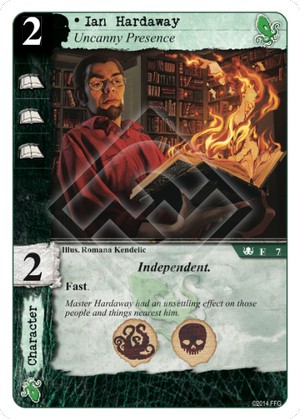 2
• Ian Hardaway
Uncanny Presence
Illus. Romana Kendelic
F 7
2
Independent.
Fast.
Master Hardaway had an unsettling effect on those
people and things nearest him.
Character
©2014 FFG